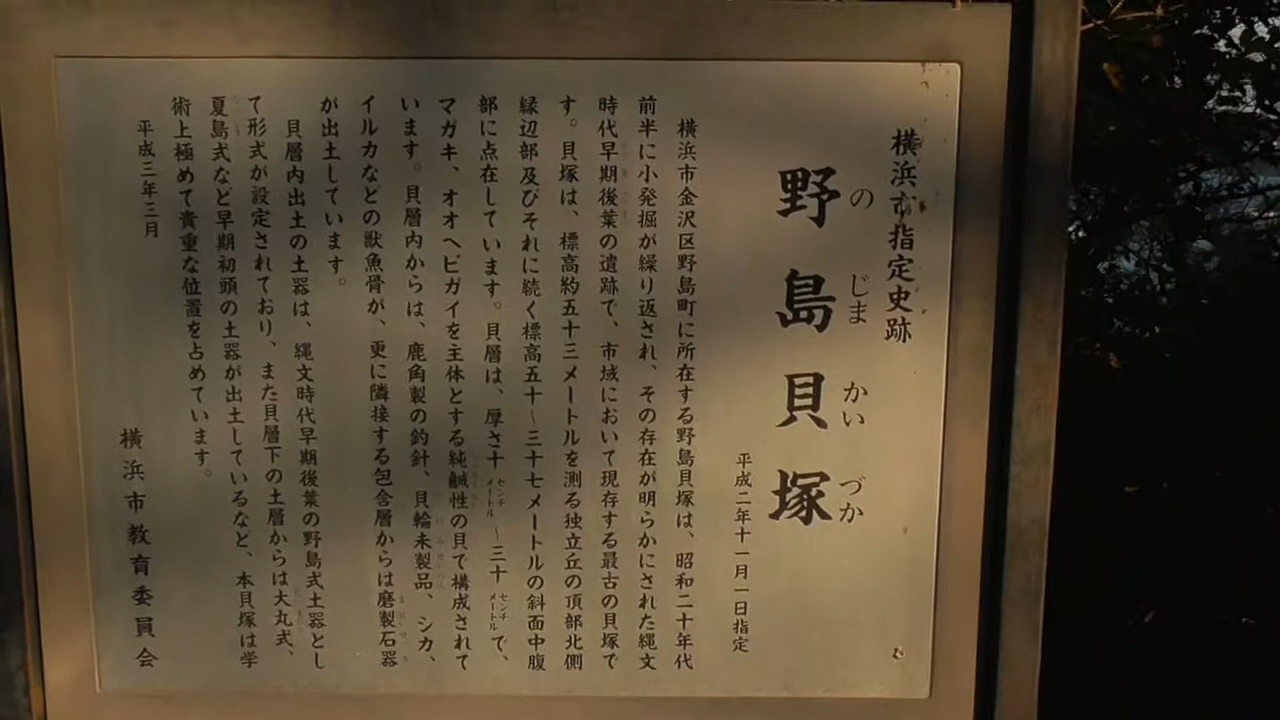 横浜市指定史跡
野島貝塚
のじまかいづか
平成二年十一月一日指定
横浜市金沢区野島町に所在する野島貝塚は、昭和二十年代
前半に小発掘が繰り返され、その存在が明らかにされた縄文
時代早期後葉の遺跡で、市域において現存する最古の貝塚で
す。貝塚は、標高約五十三メートルを測る独立丘の頂部北側
縁辺部及びそれに続く標高五十～三十七メートルの斜面中腹
部に点在しています。貝層は、厚さ十センチメートル～三十センチメートルで、
マガキ、オオヘビガイを主体とする純鹹性の貝で構成されて
います。貝層内からは、鹿角製の釣針、貝輪未製品、シカ、
イルカなどの獣魚骨が、更に隣接する包含層からは磨製石器
が出土しています。
貝層内出土の土器は、縄文時代早期後葉の野島式土器とし
て形式が設定されており、また貝層下の土層からは大丸式、
夏島式など早期初頭の土器が出土しているなど、本貝塚は学
術上極めて貴重な位置を占めています。
平成三年三月
横浜市教育委員会